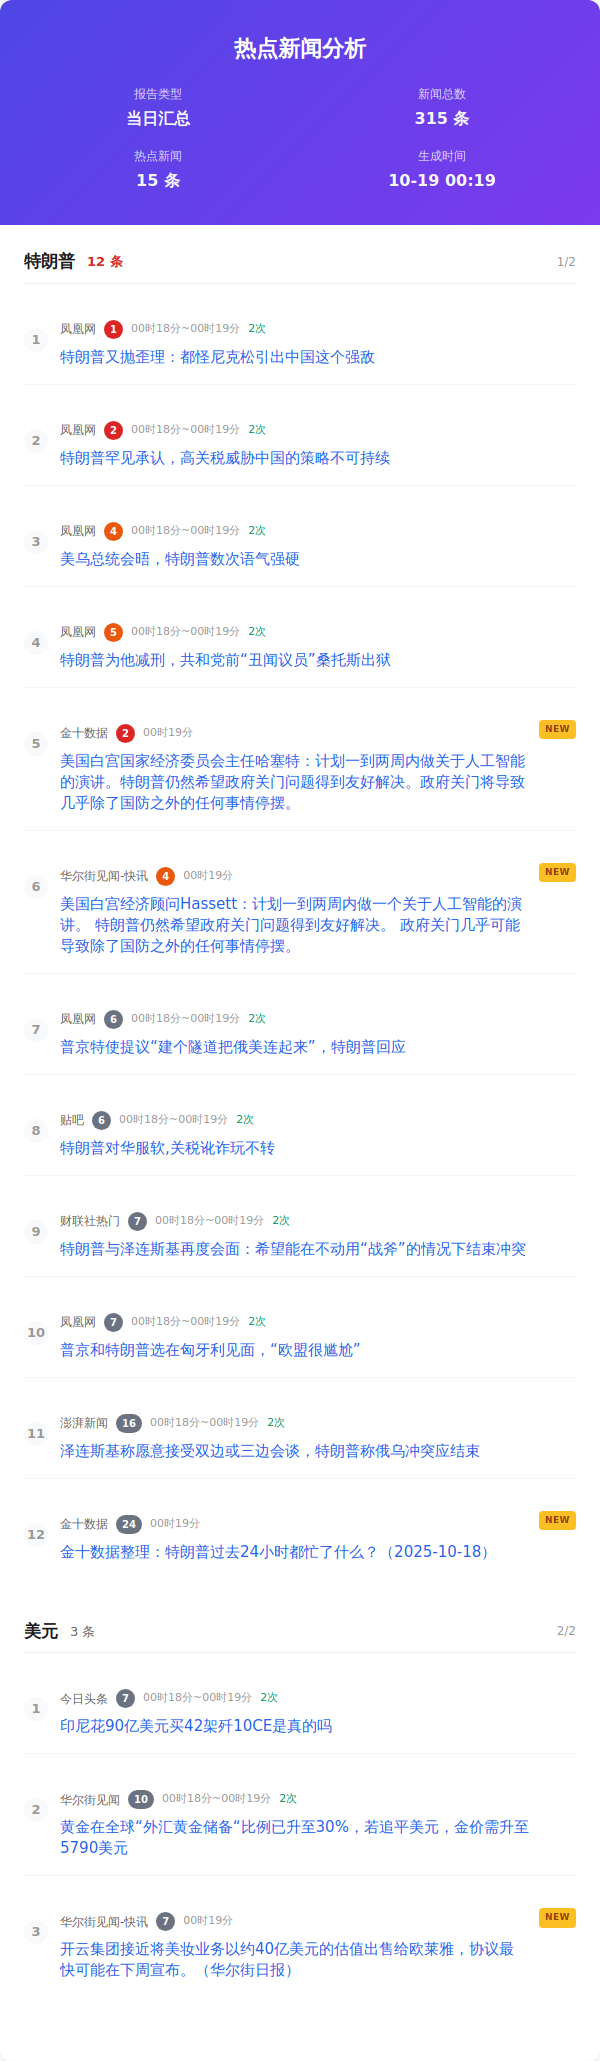 热点新闻分析
报告类型
新闻总数
当日汇总
315 条
热点新闻
生成时间
15 条
10-19 00:19
特朗普 12 条 1/2
1 凤凰网 1 00时18分~00时19分 2次
特朗普又抛歪理：都怪尼克松引出中国这个强敌
2 凤凰网 2 00时18分~00时19分 2次
特朗普罕见承认，高关税威胁中国的策略不可持续
3 凤凰网 4 00时18分~00时19分 2次
美乌总统会晤，特朗普数次语气强硬
4 凤凰网 5 00时18分~00时19分 2次
特朗普为他减刑，共和党前“丑闻议员”桑托斯出狱
5 金十数据 2 00时19分 NEW
美国白宫国家经济委员会主任哈塞特：计划一到两周内做关于人工智能
的演讲。特朗普仍然希望政府关门问题得到友好解决。政府关门将导致
几乎除了国防之外的任何事情停摆。
6 华尔街见闻-快讯 4 00时19分 NEW
美国白宫经济顾问Hassett：计划一到两周内做一个关于人工智能的演
讲。 特朗普仍然希望政府关门问题得到友好解决。 政府关门几乎可能
导致除了国防之外的任何事情停摆。
7 凤凰网 6 00时18分~00时19分 2次
普京特使提议“建个隧道把俄美连起来”，特朗普回应
8 贴吧 6 00时18分~00时19分 2次
特朗普对华服软,关税讹诈玩不转
9 财联社热门 7 00时18分~00时19分 2次
特朗普与泽连斯基再度会面：希望能在不动用“战斧”的情况下结束冲突
10 凤凰网 7 00时18分~00时19分 2次
普京和特朗普选在匈牙利见面，“欧盟很尴尬”
11 澎湃新闻 16 00时18分~00时19分 2次
泽连斯基称愿意接受双边或三边会谈，特朗普称俄乌冲突应结束
12 金十数据 24 00时19分 NEW
金十数据整理：特朗普过去24小时都忙了什么？（2025-10-18）
美元 3 条 2/2
1 今日头条 7 00时18分~00时19分 2次
印尼花90亿美元买42架歼10CE是真的吗
2 华尔街见闻 10 00时18分~00时19分 2次
黄金在全球“外汇黄金储备“比例已升至30%，若追平美元，金价需升至
5790美元
3 华尔街见闻-快讯 7 00时19分 NEW
开云集团接近将美妆业务以约40亿美元的估值出售给欧莱雅，协议最
快可能在下周宣布。（华尔街日报）